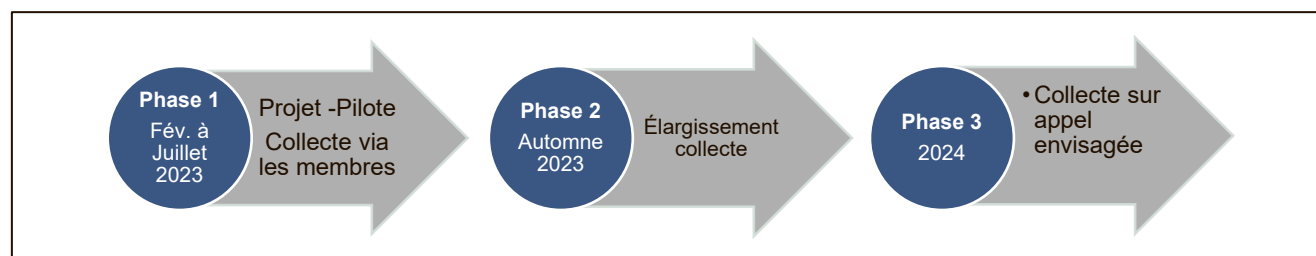 Phase 1
Fév. à
Juillet
2023
Projet -Pilote
Collecte via
les membres
Phase 2
Automne
2023
Élargissement
collecte
Phase 3
2024
• Collecte sur
appel
envisagée